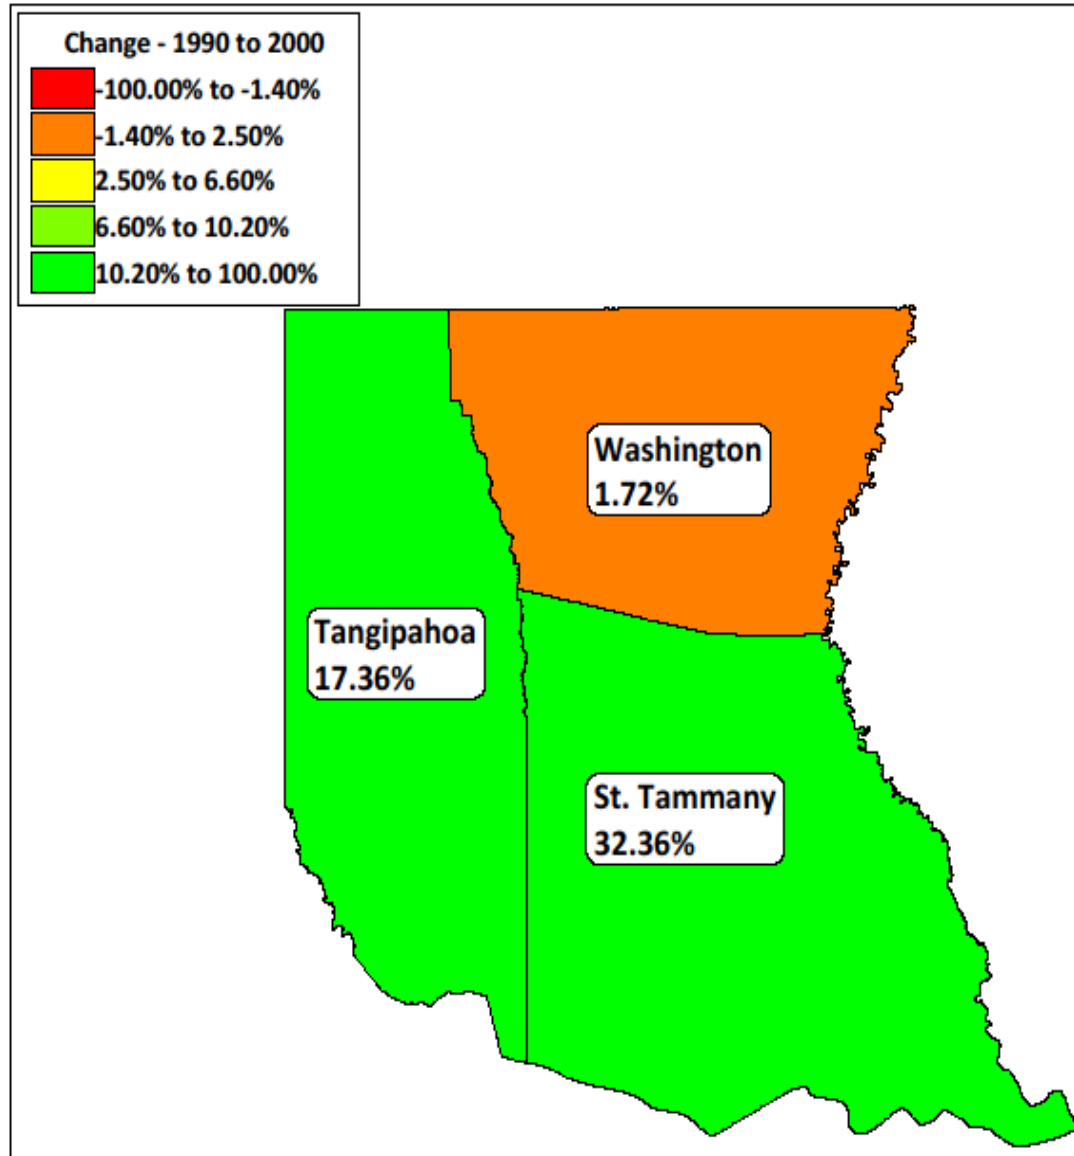 Change - 1990 to 2000
-100.00% to -1.40%
-1.40% to 2.50%
2.50% to 6.60%
6.60% to 10.20%
10.20% to 100.00%
Washington
1.72%
Tangipahoa
17.36%
St. Tammany
32.36%